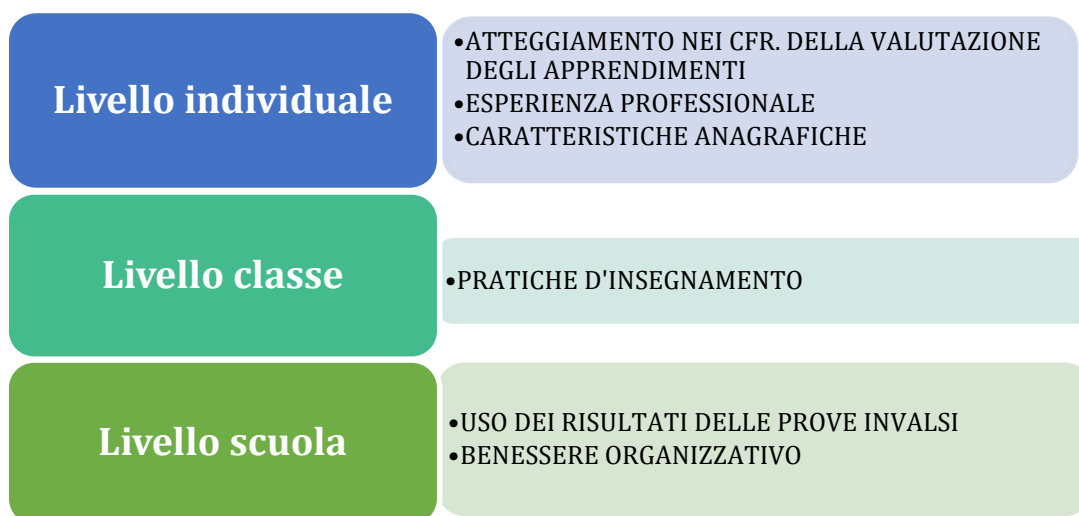 Livello individuale
•ATTEGGIAMENTO NEI CFR. DELLA VALUTAZIONE
DEGLI APPRENDIMENTI
•ESPERIENZA PROFESSIONALE
•CARATTERISTICHE ANAGRAFICHE
Livello classe
•PRATICHE D'INSEGNAMENTO
Livello scuola
•USO DEI RISULTATI DELLE PROVE INVALSI
•BENESSERE ORGANIZZATIVO